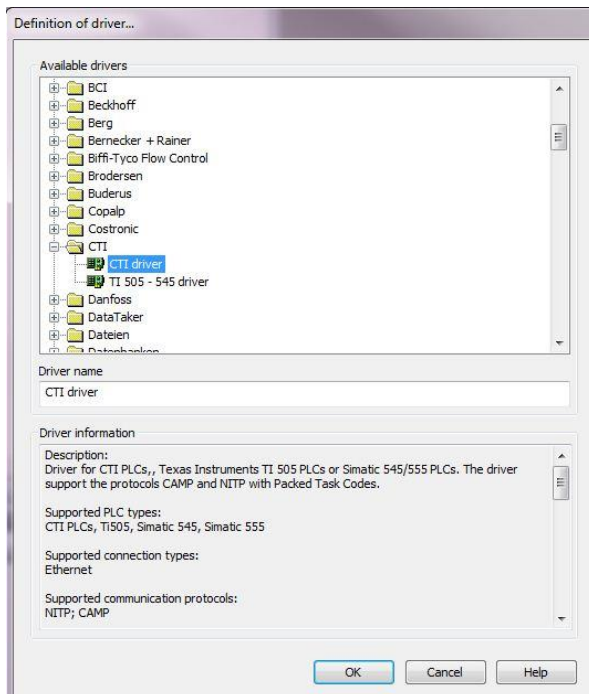 Definition of driver...
Available drivers
BCI
Beckhoff
Berg
Bernecker + Rainer
Biffi-Tyco Flow Control
Brodersen
Buderus
Copalp
Costronic
CTI
CTI driver
TI 505 - 545 driver
Danfoss
DataTaker
Dateien
Datenbanken
Driver name
CTI driver
Driver information
Description:
Driver for CTI PLCs,, Texas Instruments TI 505 PLCs or Simatic 545/555 PLCs. The driver
support the protocols CAMP and NITP with Packed Task Codes.
Supported PLC types:
CTI PLCs, Ti505, Simatic 545, Simatic 555
Supported connection types:
Ethernet
Supported communication protocols:
NITP; CAMP
OK
Cancel
Help